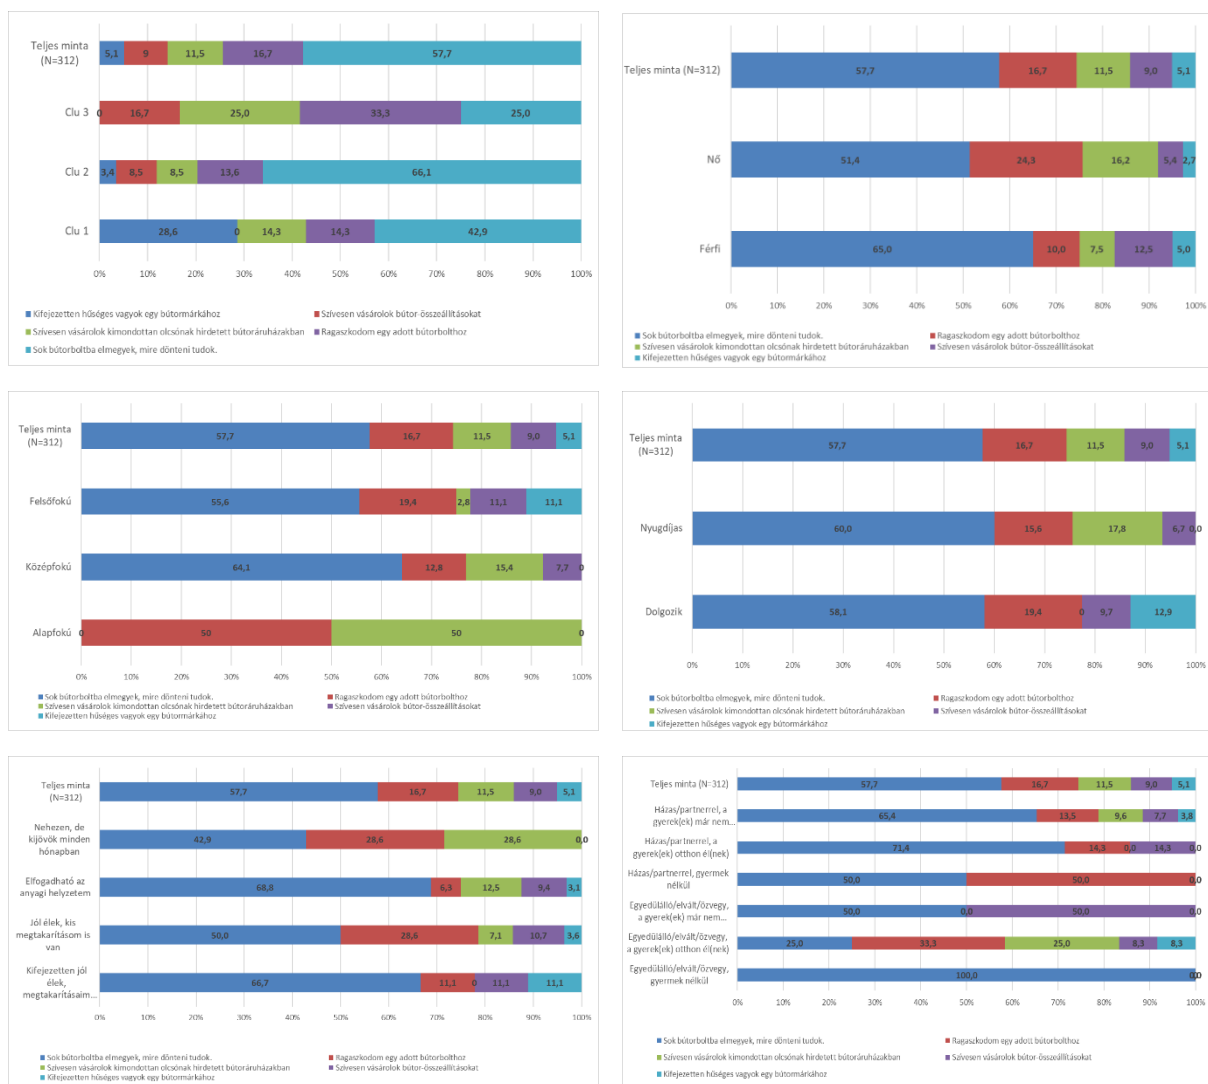 Teljes minta
(N=312)
5,1 9 11,5 16,7 57,7
Clu 3
0 16,7 25,0 33,3 25,0
Clu 2
3,4 8,5 8,5 13,6 66,1
Clu 1
28,6 0 14,3 14,3 42,9
0% 10% 20% 30% 40% 50% 60% 70% 80% 90% 100%
Kifejezetten hűséges vagyok egy bútormárkához
Szívesen vásárolok bútor-összeállításokat
Szívesen vásárolok kimondottan olcsónak hirdetett bútoráruházakban
Ragaszkodom egy adott bútorbolthoz
Sok bútorboltba elmegyek, mire dönteni tudok.
Teljes minta (N=312)
57,7 16,7 11,5 9,0 5,1
Nő
51,4 24,3 16,2 5,4 2,7
Férfi
65,0 10,0 7,5 12,5 5,0
0% 10% 20% 30% 40% 50% 60% 70% 80% 90% 100%
Sok bútorboltba elmegyek, mire dönteni tudok.
Ragaszkodom egy adott bútorbolthoz
Szívesen vásárolok kimondottan olcsónak hirdetett bútoráruházakban
Szívesen vásárolok bútor-összeállításokat
Kifejezetten hűséges vagyok egy bútormárkához
Teljes minta
(N=312)
57,7 16,7 11,5 9,0 5,1
Felsőfokú
55,6 19,4 2,8 11,1 11,1
Középfokú
64,1 12,8 15,4 7,7 0
Alapfokú
0 50 50 0
0% 10% 20% 30% 40% 50% 60% 70% 80% 90% 100%
Sok bútorboltba elmegyek, mire dönteni tudok.
Ragaszkodom egy adott bútorbolthoz
Szívesen vásárolok kimondottan olcsónak hirdetett bútoráruházakban
Szívesen vásárolok bútor-összeállításokat
Kifejezetten hűséges vagyok egy bútormárkához
Teljes minta
(N=312)
57,7 16,7 11,5 9,0 5,1
Nyugdíjas
60,0 15,6 17,8 6,7 0,0
Dolgozik
58,1 19,4 0 9,7 12,9
0% 10% 20% 30% 40% 50% 60% 70% 80% 90% 100%
Sok bútorboltba elmegyek, mire dönteni tudok.
Ragaszkodom egy adott bútorbolthoz
Szívesen vásárolok kimondottan olcsónak hirdetett bútoráruházakban
Szívesen vásárolok bútor-összeállításokat
Kifejezetten hűséges vagyok egy bútormárkához
Teljes minta
(N=312)
57,7 16,7 11,5 9,0 5,1
Nehezen, de
kijövök minden
hónapban
42,9 28,6 28,6 0,0
Elfogadható az
anyagi helyzetem
68,8 6,3 12,5 9,4 3,1
Jól élek, kis
megtakarításom is
van
50,0 28,6 7,1 10,7 3,6
Kifejezetten jól
élek,
megtakarításaim...
66,7 11,1 0 11,1 11,1
0% 10% 20% 30% 40% 50% 60% 70% 80% 90% 100%
Sok bútorboltba elmegyek, mire dönteni tudok.
Ragaszkodom egy adott bútorbolthoz
Szívesen vásárolok kimondottan olcsónak hirdetett bútoráruházakban
Szívesen vásárolok bútor-összeállításokat
Kifejezetten hűséges vagyok egy bútormárkához
Teljes minta (N=312)
57,7 16,7 11,5 9,0 5,1
Házas/partnerrel, a
gyerek(ek) már nem...
65,4 13,5 9,6 7,7 3,8
Házas/partnerrel, a
gyerek(ek) otthon él(nek)
71,4 14,3 0,0 14,3 0,0
Házas/partnerrel, gyermek
nélkül
50,0 50,0 0,0
Egyedülálló/elvált/özvegy,
a gyerek(ek) már nem...
50,0 0,0 50,0 0,0
Egyedülálló/elvált/özvegy,
a gyerek(ek) otthon él(nek)
25,0 33,3 25,0 8,3 8,3
Egyedülálló/elvált/özvegy,
gyermek nélkül
100,0 0,0
0% 10% 20% 30% 40% 50% 60% 70% 80% 90% 100%
Sok bútorboltba elmegyek, mire dönteni tudok.
Ragaszkodom egy adott bútorbolthoz
Szívesen vásárolok kimondottan olcsónak hirdetett bútoráruházakban
Szívesen vásárolok bútor-összeállításokat
Kifejezetten hűséges vagyok egy bútormárkához